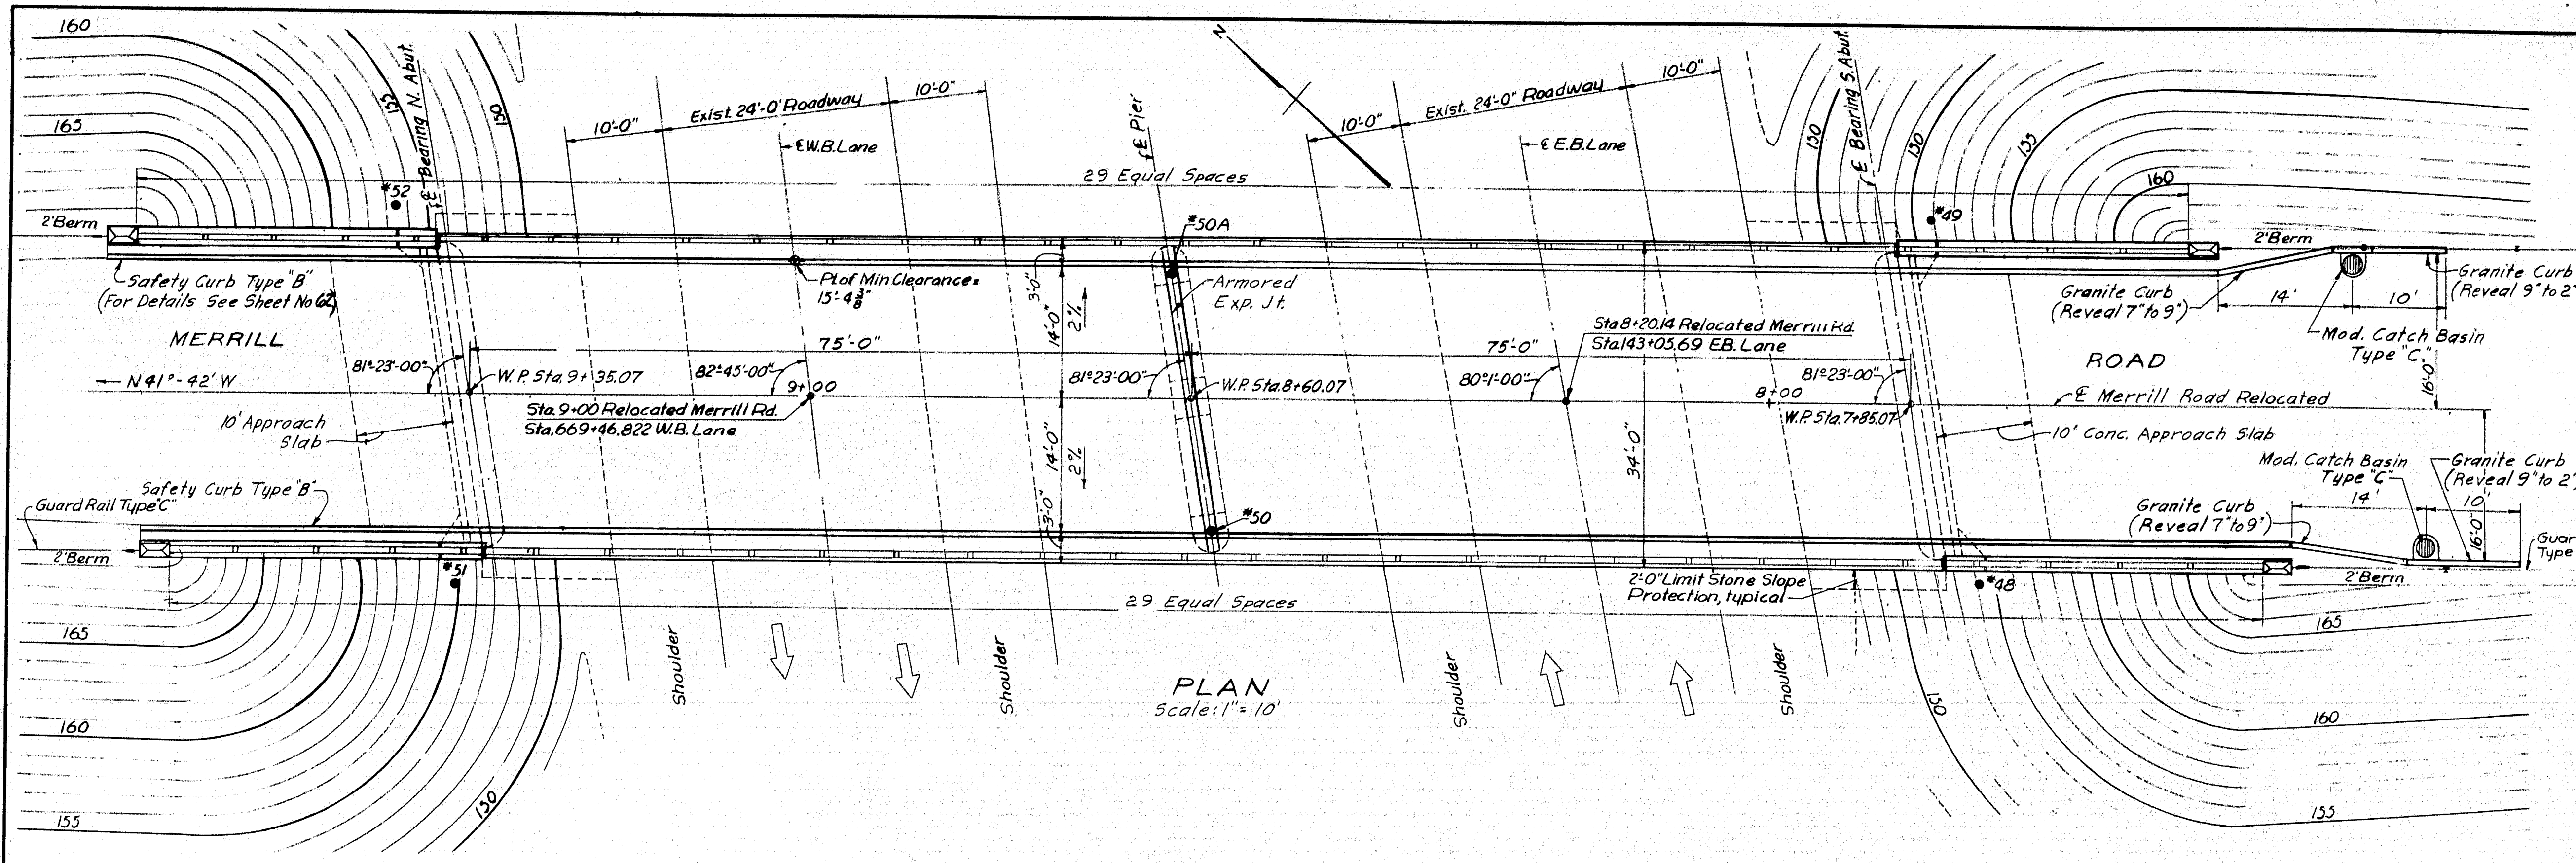 160
165
155
150
℄ Bearing N. Abut.
10'-0"
Exist. 24'-0" Roadway
10'-0"
℄ W.B. Lane
N
℄ Pier
10'-0"
Exist. 24'-0" Roadway
10'-0"
℄ E.B. Lane
℄ Bearing S. Abut.
150
150
155
160
29 Equal Spaces
#52
#50A
#49
2' Berm
2' Berm
Safety Curb Type "B"
(For Details See Sheet No 62)
Pt. of Min Clearance =
15'-4 3/8"
3'-0"
Armored
Exp. Jt.
Granite Curb
(Reveal 7" to 9")
14'
10'
Granite Curb
(Reveal 9" to 2"
Mod. Catch Basin
Type "C"
MERRILL
ROAD
14'-0"
2%
75'-0"
75'-0"
Sta 8+20.14 Relocated Merrill Rd.
Sta 143+05.69 E.B. Lane
81°-23'-00"
82°-45'-00"
81°-23'-00"
80°-1'-00"
81°-23'-00"
16'-0"
N 41°-42' W
W.P. Sta. 9+35.07
9+00
W.P. Sta. 8+60.07
8+00
W.P. Sta. 7+85.07
℄ Merrill Road Relocated
Sta. 9+00 Relocated Merrill Rd.
Sta. 669+46.822 W.B. Lane
10' Approach
Slab
14'-0"
2%
34'-0"
10' Conc. Approach Slab
Mod. Catch Basin
Type "C"
Granite Curb
(Reveal 9" to 2"
Safety Curb Type "B"
Guard Rail Type "C"
3'-0"
#50
Granite Curb
(Reveal 7" to 9")
14'
10'
16'-0"
Guar
Type
2' Berm
#51
2'-0" Limit Stone Slope
Protection, typical
#48
2' Berm
29 Equal Spaces
165
160
155
150
Shoulder
Shoulder
PLAN
Scale: 1" = 10'
Shoulder
Shoulder
150
165
160
155